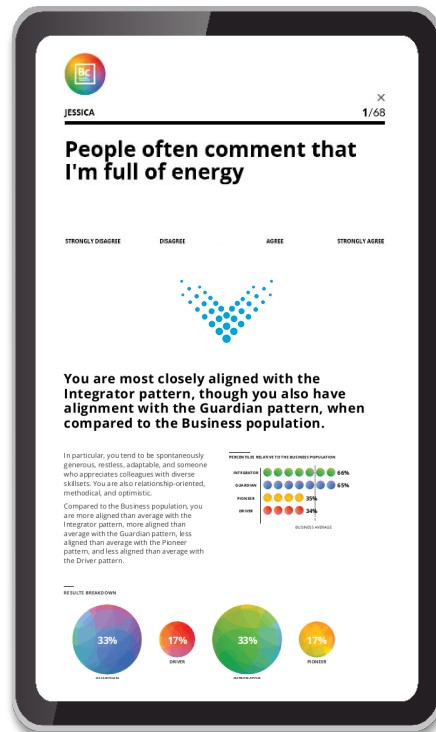 Bc
JESSICA
1/68
People often comment that
I'm full of energy
STRONGLY DISAGREE DISAGREE AGREE STRONGLY AGREE
You are most closely aligned with the
Integrator pattern, though you also have
alignment with the Guardian pattern, when
compared to the Business population.
In particular, you tend to be spontaneously
generous, restless, adaptable, and someone
who appreciates colleagues with diverse
skillsets. You are also relationship-oriented,
methodical, and optimistic.
Compared to the Business population, you
are more aligned than average with the
Integrator pattern, more aligned than
average with the Guardian pattern, less
aligned than average with the Pioneer
pattern, and less aligned than average with
the Driver pattern.
PERCENTILES RELATIVE TO THE BUSINESS POPULATION
INTEGRATOR 66%
GUARDIAN 65%
PIONEER 35%
DRIVER 34%
BUSINESS AVERAGE
RESULTS BREAKDOWN
33% 17% 33% 17%
DRIVER PIONEER